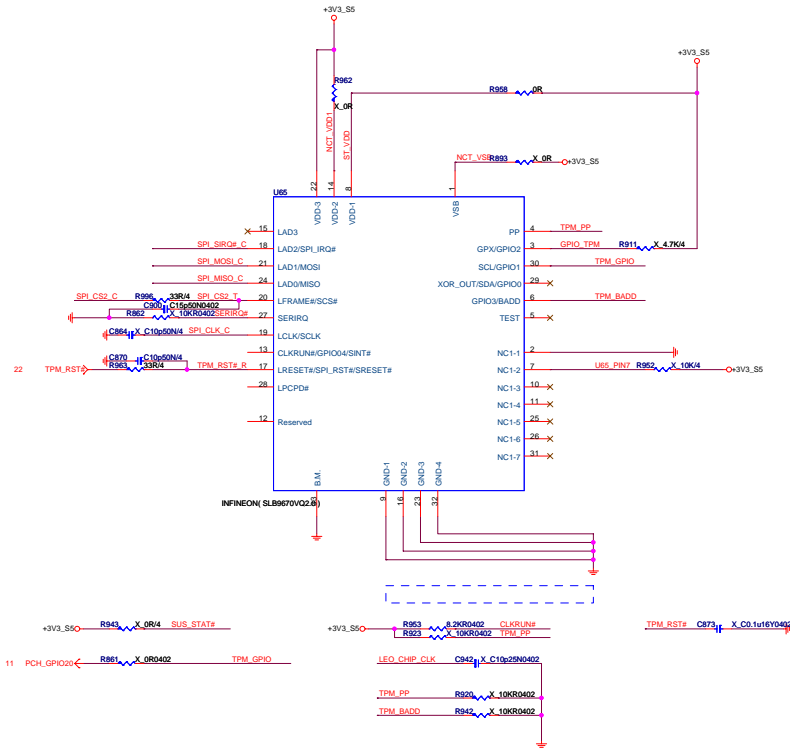 +3V3_S5
+3V3_S5
R962
X_0R
R958 0R
NCT_VDD1
ST_VDD
NCT_VSB R893 X_0R +3V3_S5
22 14 8 1
U65
VDD-3 VDD-2 VDD-1 VSB
15 LAD3 PP 4 TPM_PP
SPI_SIRQ#_C 18 LAD2/SPI_IRQ# GPX/GPIO2 3 GPIO_TPM R911 X_4.7K/4
SPI_MOSI_C 21 LAD1/MOSI SCL/GPIO1 30 TPM_GPIO
SPI_MISO_C 24 LAD0/MISO XOR_OUT/SDA/GPIO0 29
SPI_CS2_C R996 33R/4 SPI_CS2_T 20 LFRAME#/SCS# GPIO3/BADD 6 TPM_BADD
C900 C15p50N0402
R862 X_10KR0402 SERIRQ# 27 SERIRQ TEST 5
C864 X_C10p50N/4 SPI_CLK_C 19 LCLK/SCLK
13 CLKRUN#/GPIO04/SINT# NC1-1 2
C870 C10p50N/4
22 TPM_RST# R963 33R/4 TPM_RST#_R 17 LRESET#/SPI_RST#/SRESET# NC1-2 7 U65_PIN7 R952 X_10K/4 +3V3_S5
28 LPCPD# NC1-3 10
NC1-4 11
12 Reserved NC1-5 25
NC1-6 26
NC1-7 31
B.M. GND-1 GND-2 GND-3 GND-4
33 9 16 23 32
INFINEON( SLB9670VQ2.0 )
+3V3_S5 R943 X_0R/4 SUS_STAT# +3V3_S5 R953 8.2KR0402 CLKRUN# TPM_RST# C873 X_C0.1u16Y0402
R923 X_10KR0402 TPM_PP
11 PCH_GPIO20 R861 X_0R0402 TPM_GPIO LEO_CHIP_CLK C942 X_C10p25N0402
TPM_PP R920 X_10KR0402
TPM_BADD R942 X_10KR0402